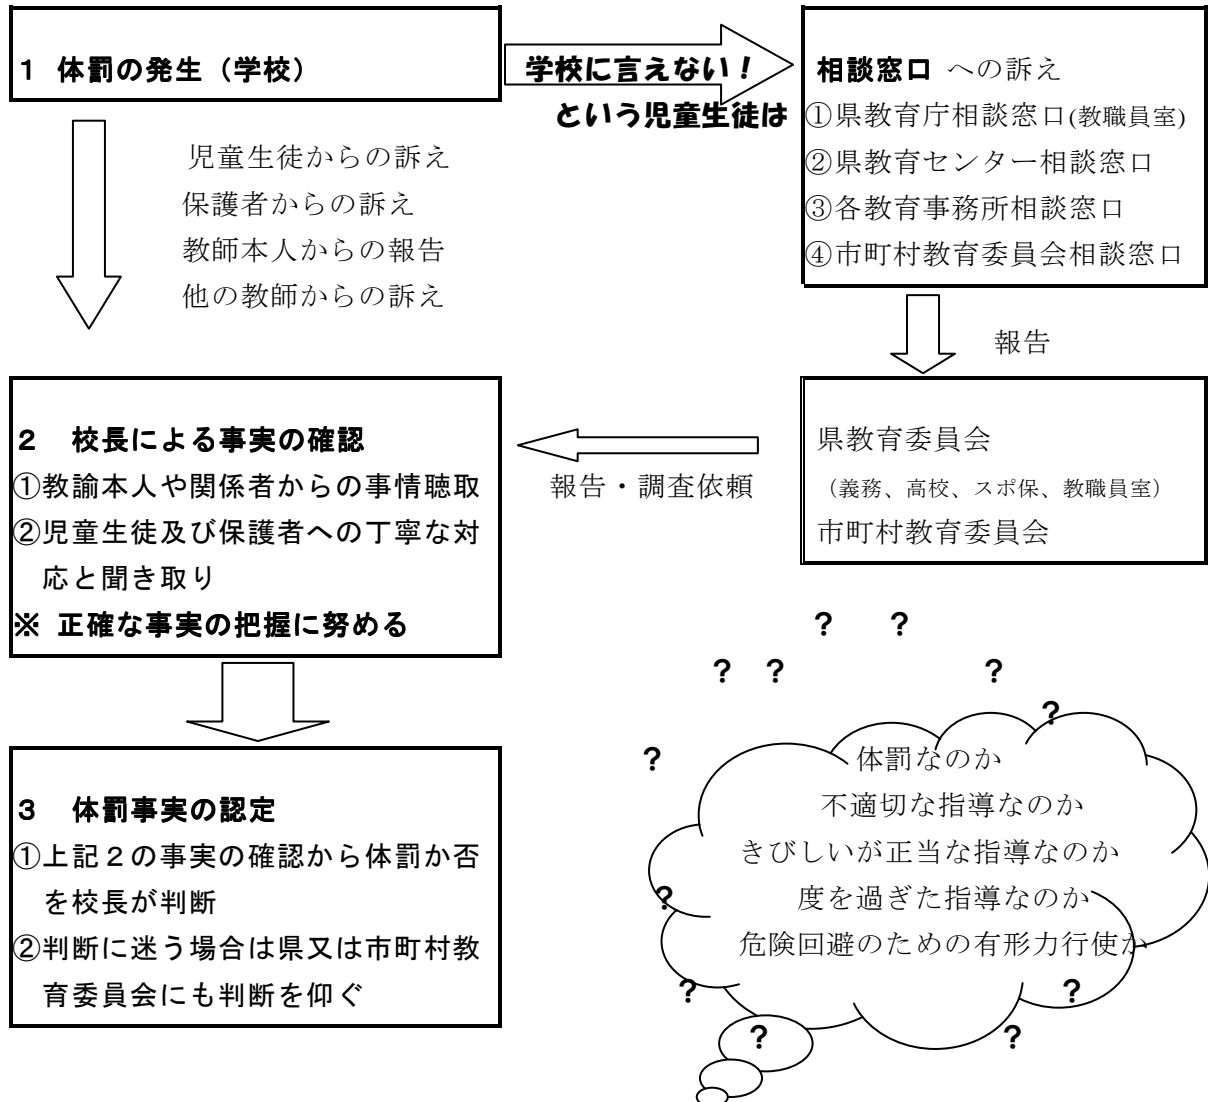 1 体罰の発生（学校）
学校に言えない！
という児童生徒は
相談窓口 への訴え
①県教育庁相談窓口(教職員室)
②県教育センター相談窓口
③各教育事務所相談窓口
④市町村教育委員会相談窓口
児童生徒からの訴え
保護者からの訴え
教師本人からの報告
他の教師からの訴え
報告
県教育委員会
（義務、高校、スポ保、教職員室）
市町村教育委員会
報告・調査依頼
２　校長による事実の確認
①教諭本人や関係者からの事情聴取
②児童生徒及び保護者への丁寧な対
応と聞き取り
※ 正確な事実の把握に努める
３　体罰事実の認定
①上記２の事実の確認から体罰か否
を校長が判断
②判断に迷う場合は県又は市町村教
育委員会にも判断を仰ぐ
？ ？
？ ？ ？
？
？
体罰なのか
不適切な指導なのか
きびしいが正当な指導なのか
？
度を過ぎた指導なのか
危険回避のための有形力行使か
？ ？
？ ？